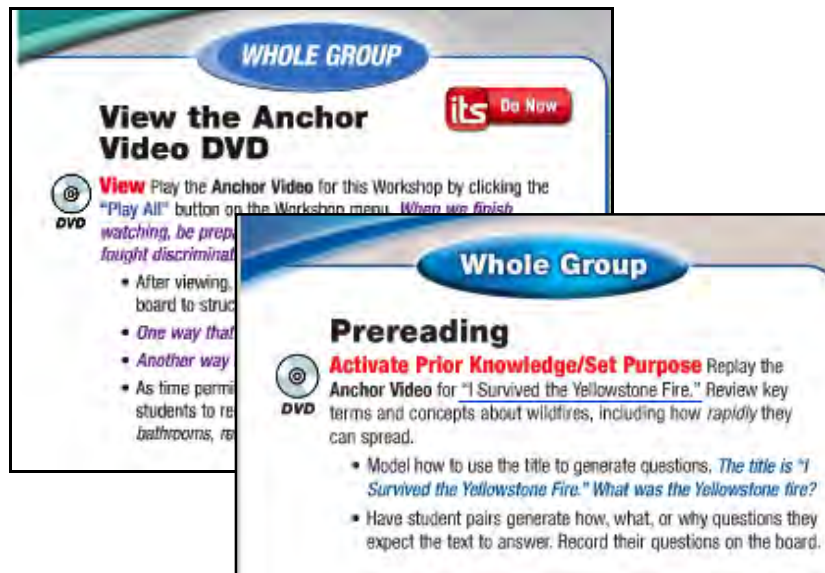 WHOLE GROUP
View the Anchor
Video DVD
its Do Now
DVD
View Play the Anchor Video for this Workshop by clicking the
"Play All" button on the Workshop menu. When we finish
watching, be prep
fought discriminat
• After viewing,
board to struc
• One way that
• Another way
• As time permi
students to re
bathrooms, re
Whole Group
Prereading
DVD
Activate Prior Knowledge/Set Purpose Replay the
Anchor Video for "I Survived the Yellowstone Fire." Review key
terms and concepts about wildfires, including how rapidly they
can spread.
• Model how to use the title to generate questions. The title is "I
Survived the Yellowstone Fire." What was the Yellowstone fire?
• Have student pairs generate how, what, or why questions they
expect the text to answer. Record their questions on the board.